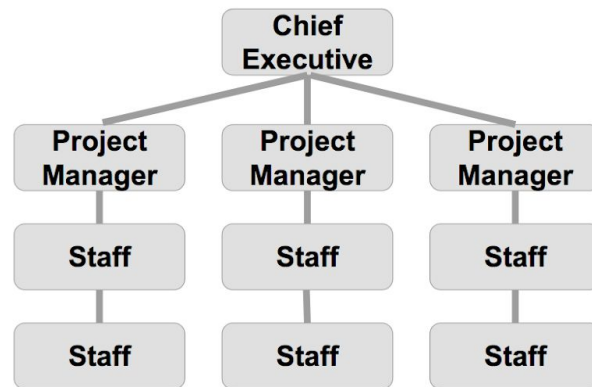 Chief
Executive
Project
Manager
Project
Manager
Project
Manager
Staff
Staff
Staff
Staff
Staff
Staff